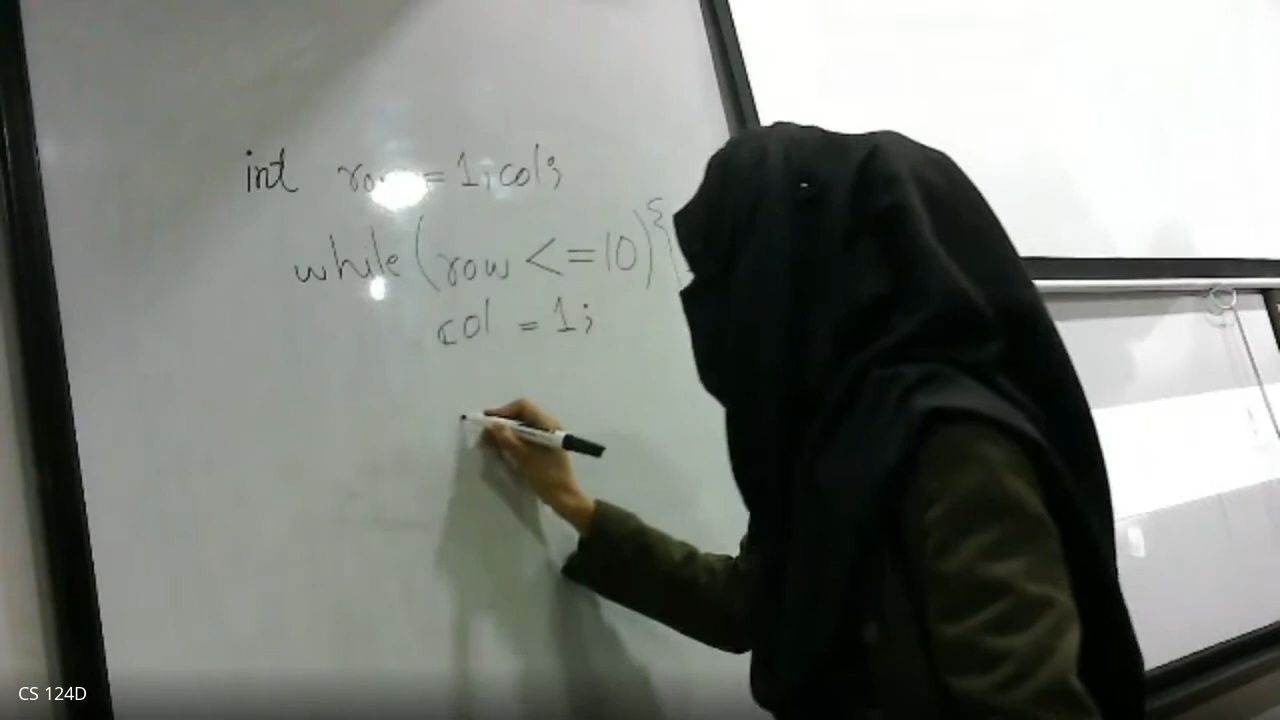 int row = 1; col;
while (row <= 10) {
col = 1;
CS 124D